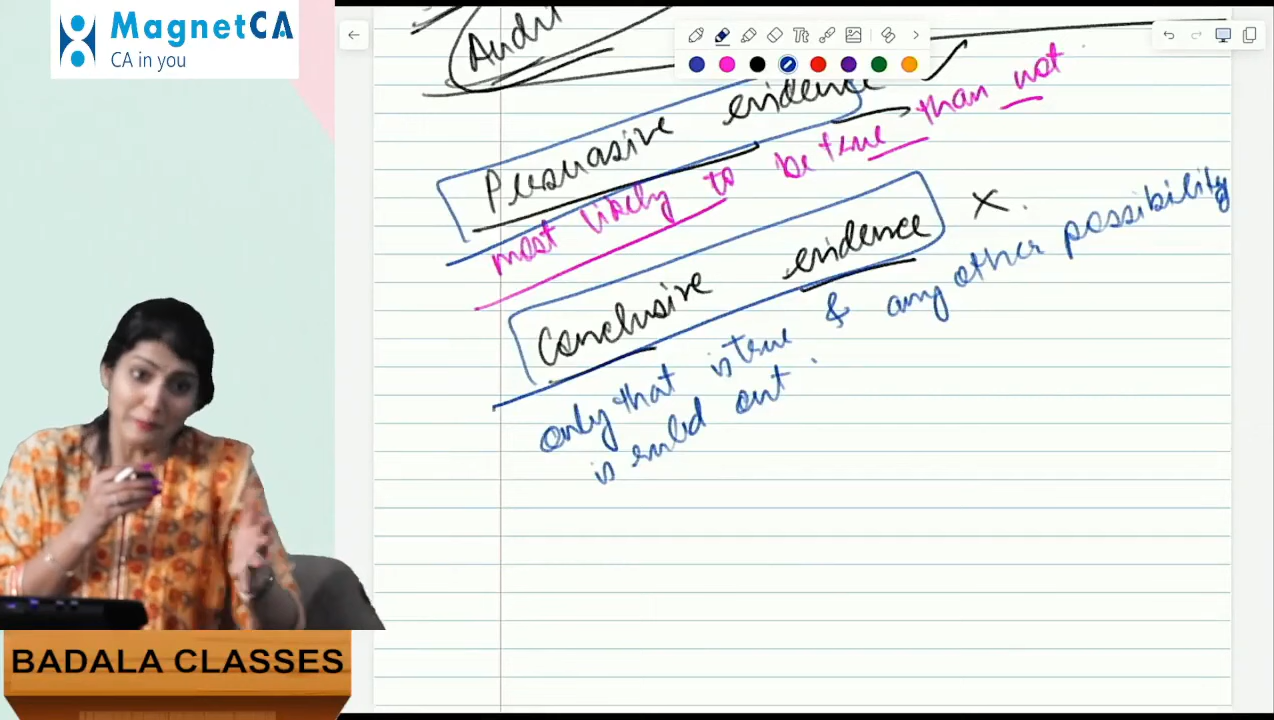 MagnetCA
CA in you
Audit
Persuasive evidence
most likely to be true than not
Conclusive evidence ×
only that is true & any other possibility
is ruled out
BADALA CLASSES